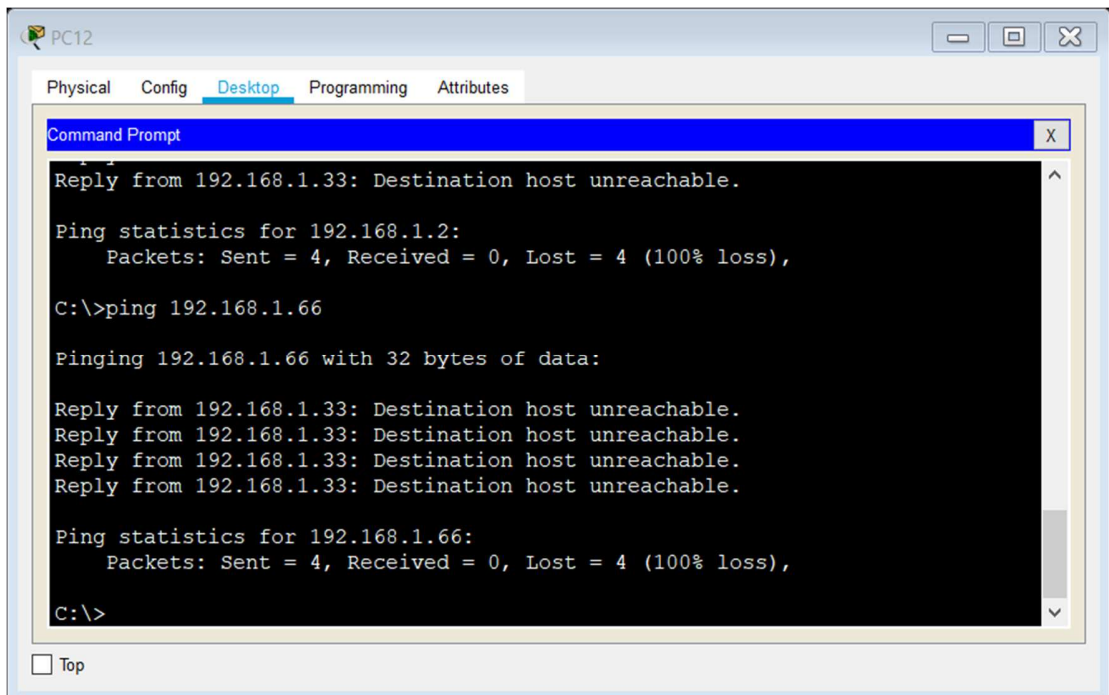 PC12
Physical Config Desktop Programming Attributes
Command Prompt
X
Reply from 192.168.1.33: Destination host unreachable.
Ping statistics for 192.168.1.2:
Packets: Sent = 4, Received = 0, Lost = 4 (100% loss),
C:\>ping 192.168.1.66
Pinging 192.168.1.66 with 32 bytes of data:
Reply from 192.168.1.33: Destination host unreachable.
Reply from 192.168.1.33: Destination host unreachable.
Reply from 192.168.1.33: Destination host unreachable.
Reply from 192.168.1.33: Destination host unreachable.
Ping statistics for 192.168.1.66:
Packets: Sent = 4, Received = 0, Lost = 4 (100% loss),
C:\>
Top